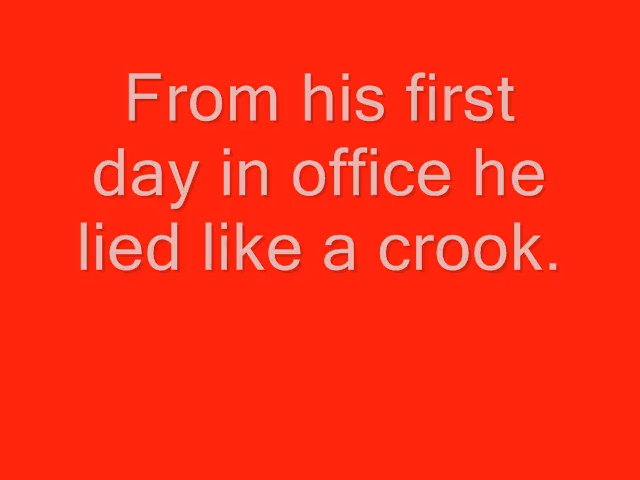 From his first
day in office he
lied like a crook.